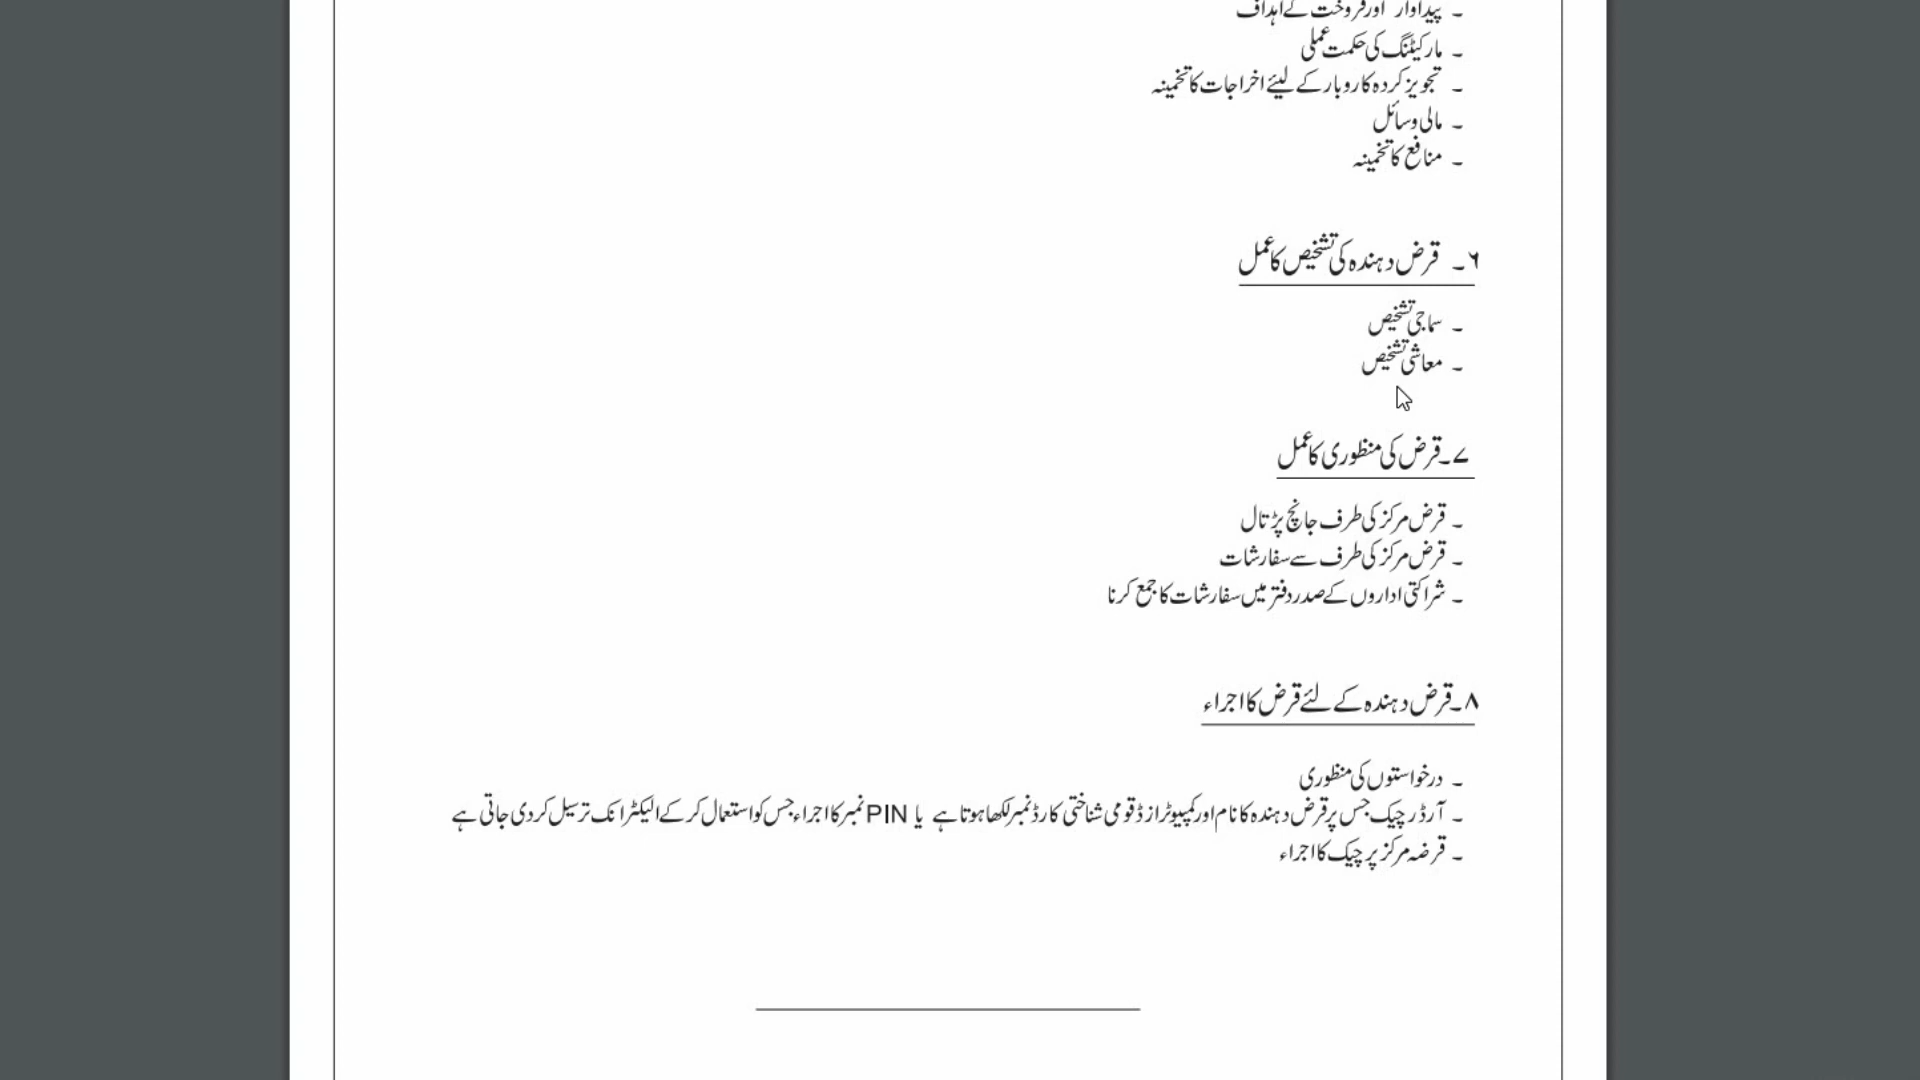 ۔ پیداوار اور فروخت کے اہداف
۔ مارکیٹنگ کی حکمت عملی
۔ تجویز کردہ کاروبار کے لیئے اخراجات کا تخمینہ
۔ مالی وسائل
۔ منافع کا تخمینہ
۶۔ قرض دہندہ کی تشخیص کا عمل
۔ سماجی تشخیص
۔ معاشی تشخیص
۷۔ قرض کی منظوری کا عمل
۔ قرض مرکز کی طرف جانچ پڑتال
۔ قرض مرکز کی طرف سے سفارشات
۔ شراکتی اداروں کے صدر دفتر میں سفارشات کا جمع کرنا
۸۔ قرض دہندہ کے لئے قرض کا اجراء
۔ درخواستوں کی منظوری
۔ آرڈر چیک جس پر قرض دہندہ کا نام اور کمپیوٹرازڈ قومی شناختی کارڈ نمبر لکھا ہوتا ہے یا PIN نمبر کا اجراء جس کو استعمال کر کے الیکٹرانک ترسیل کر دی جاتی ہے
۔ قرضہ مرکز پر چیک کا اجراء